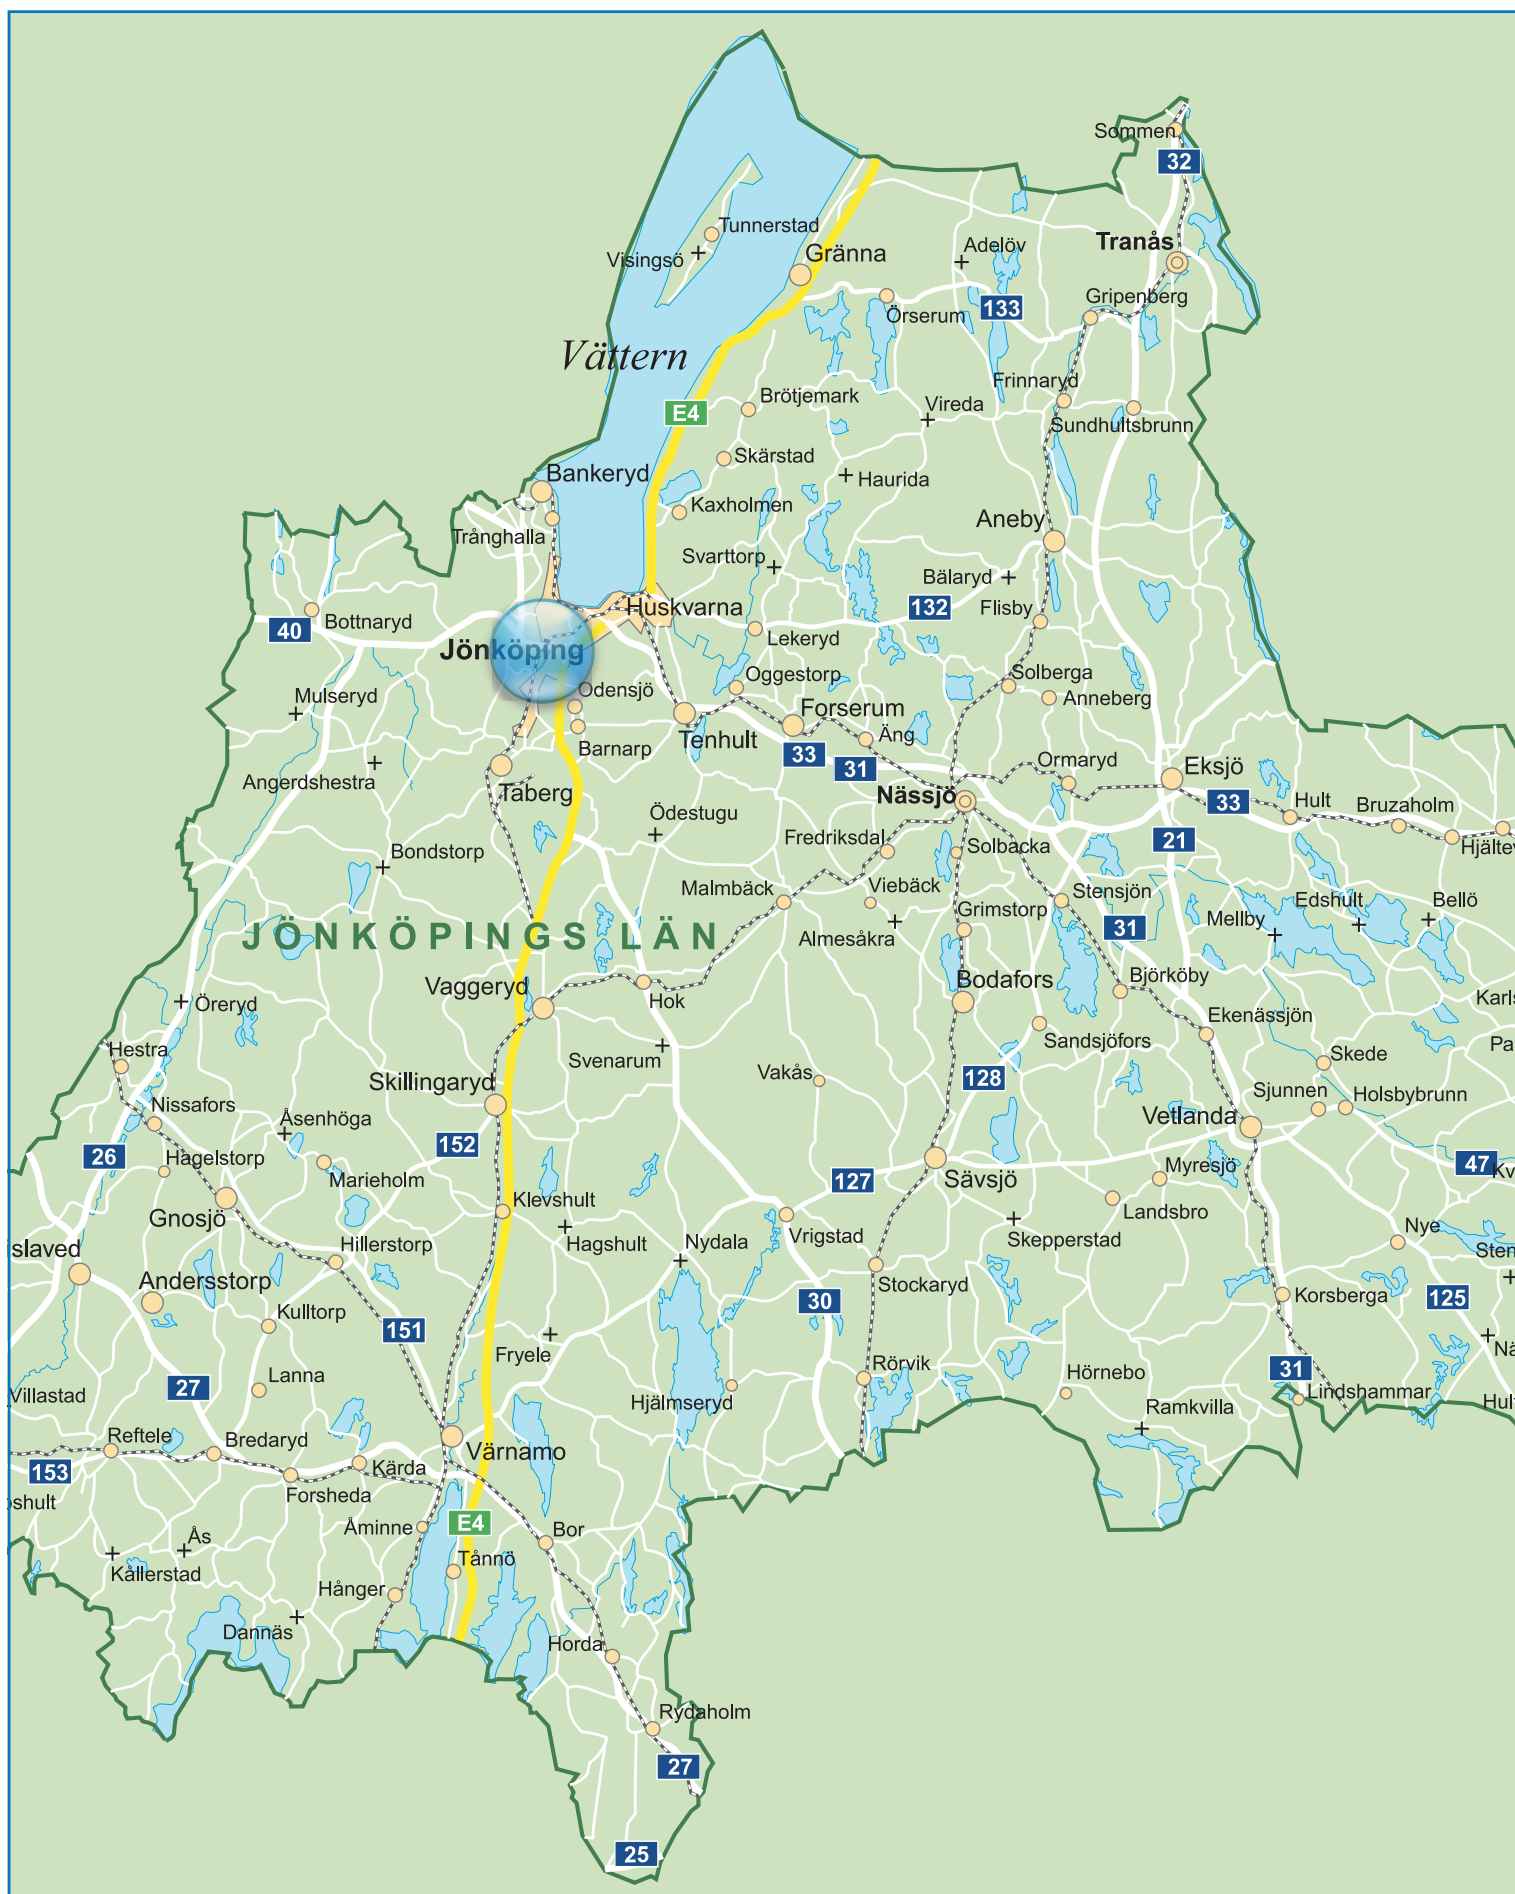 Sommen
32
Tunnerstad
Visingsö
Gränna
Adelöv
Tranås
Örserum
133
Gripenberg
Vättern
Frinnaryd
Brötjemark
E4
Vireda
Sundhultsbrunn
Skärstad
Bankeryd
Haurida
Kaxholmen
Trånghalla
Aneby
Svarttorp
Bälaryd
132
Flisby
Huskvarna
Bottnaryd
40
Lekeryd
Jönköping
Solberga
Oggestorp
Odensjö
Anneberg
Mulseryd
Forserum
Tenhult
Äng
Barnarp
33
31
Angerdshestra
Ormaryd
Eksjö
Taberg
Nässjö
33
Hult
Bruzaholm
Ödestugu
Fredriksdal
Solbacka
21
Hjältev
Bondstorp
Malmbäck
Viebäck
Stensjön
Grimstorp
Mellby
Edshult
Bellö
JÖNKÖPINGS LÄN
Almesåkra
31
Vaggeryd
Hok
Bodafors
Björköby
Öreryd
Karls
Ekenässjön
Sandsjöfors
Hestra
Svenarum
Skede
Pa
Skillingaryd
Vakås
128
Sjunnen
Holsbybrunn
Nissafors
Åsenhöga
Vetlanda
152
26
Hagelstorp
Marieholm
127
Sävsjö
Myresjö
47
Kv
Gnosjö
Klevshult
Landsbro
Hillerstorp
Hagshult
Nydala
Vrigstad
Skepperstad
Nye
slaved
Sten
Andersstorp
Stockaryd
Korsberga
125
Kulltorp
151
30
Fryele
Nä
Lanna
27
Rörvik
Hörnebo
31
Villastad
Hjälmseryd
Lindshammar
Hult
Ramkvilla
Reftele
Bredaryd
Värnamo
153
Kärda
Forsheda
shult
Åminne
E4
Bor
Ås
Tånnö
Kållerstad
Hånger
Dannäs
Horda
Rydaholm
27
25